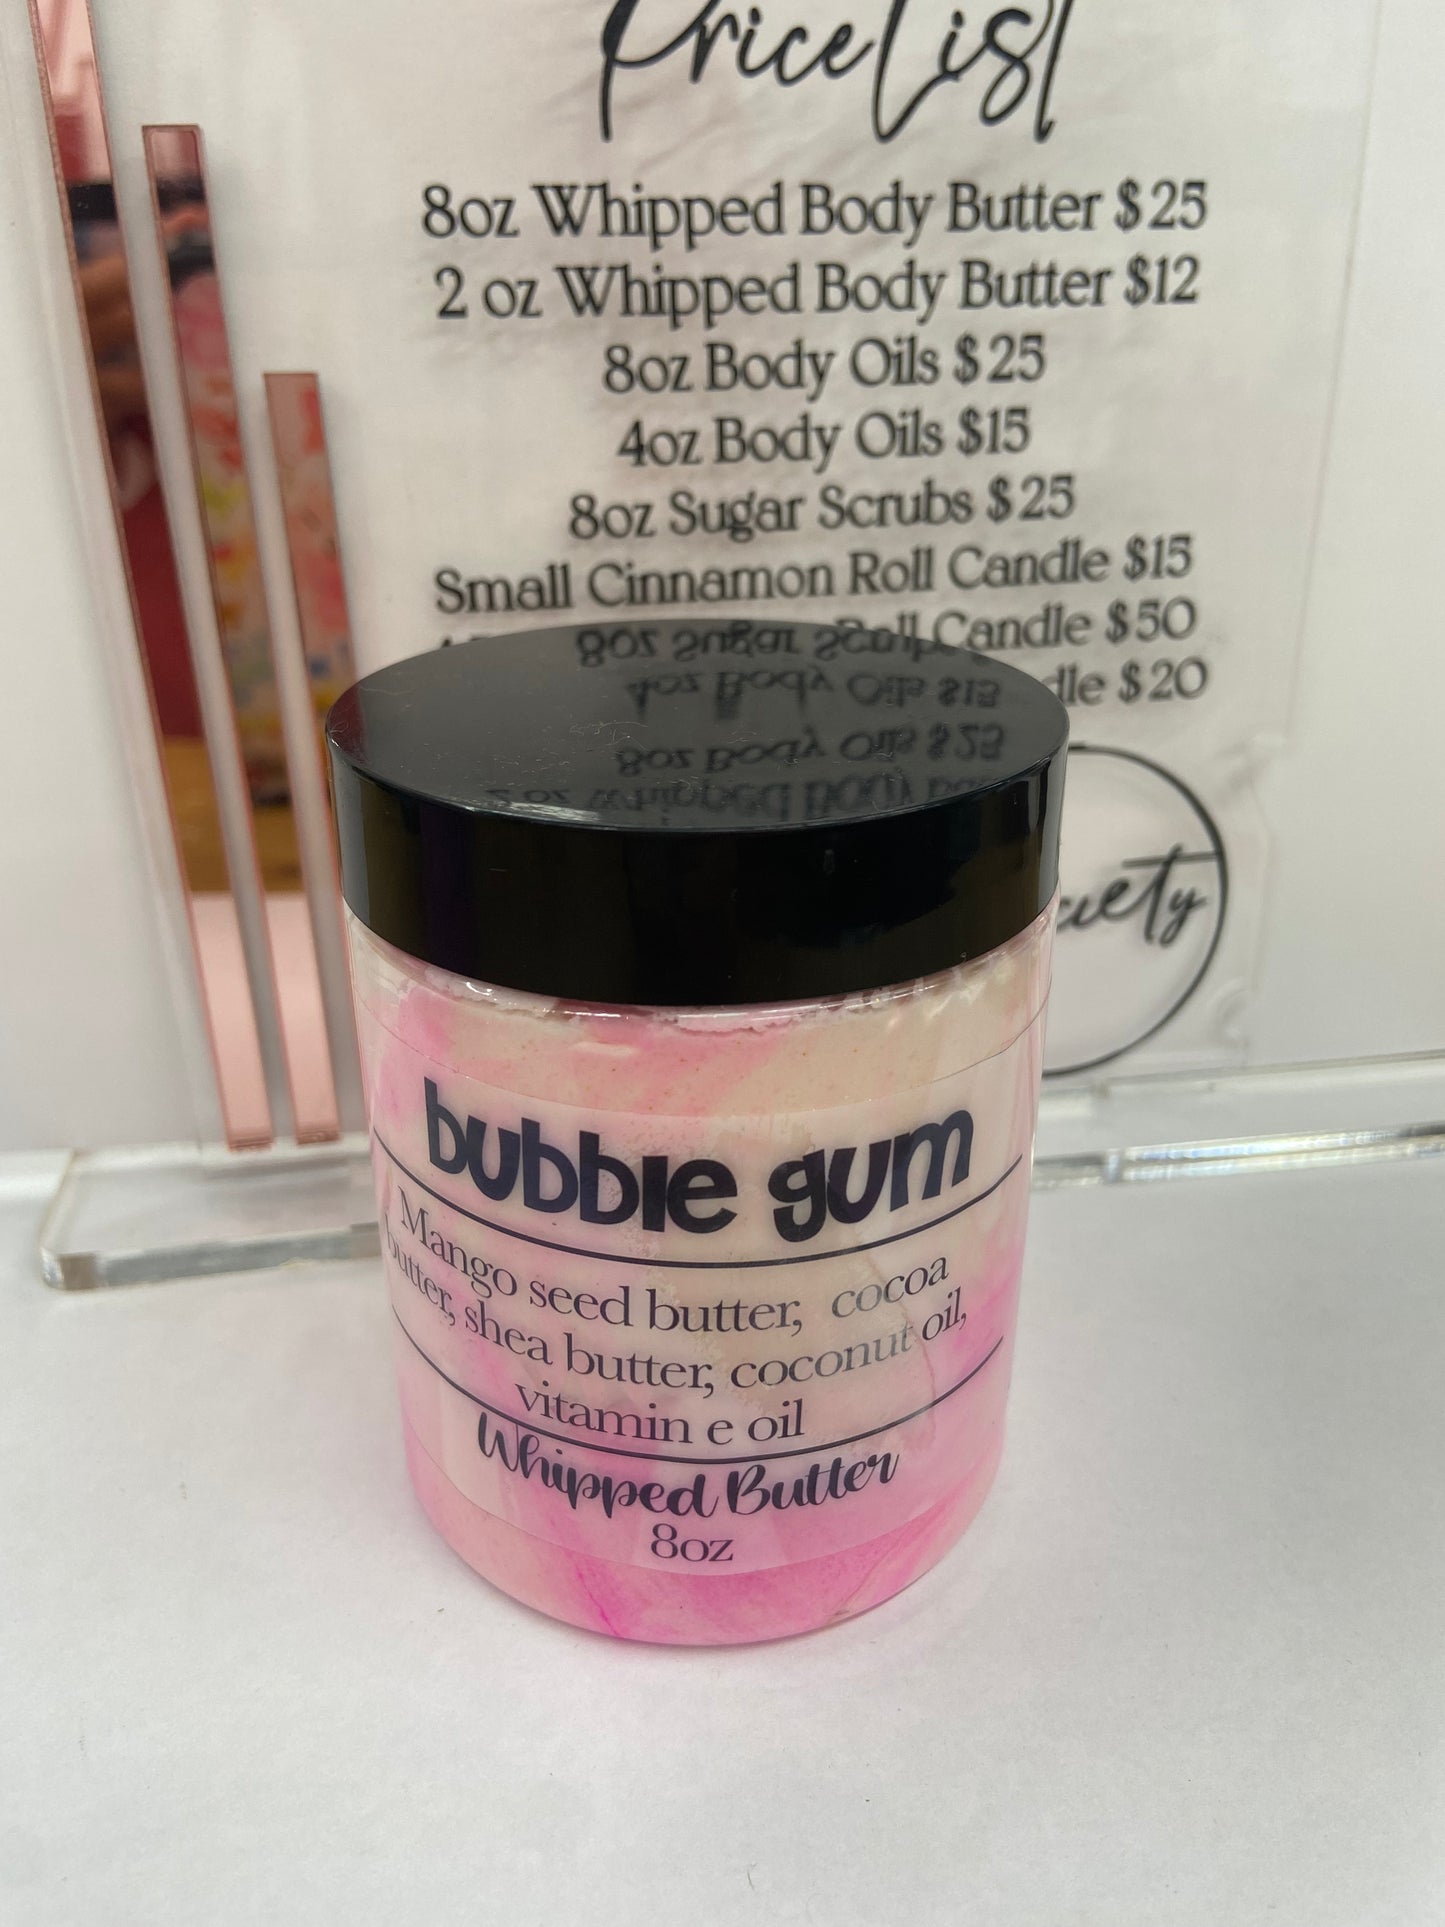 Price List
8oz Whipped Body Butter $25
2 oz Whipped Body Butter $12
8oz Body Oils $25
4oz Body Oils $15
8oz Sugar Scrubs $25
Small Cinnamon Roll Candle $15
Roll Candle $50
$20
bubble gum
Mango seed butter, cocoa
butter, shea butter, coconut oil,
vitamin e oil
Whipped Butter
8oz